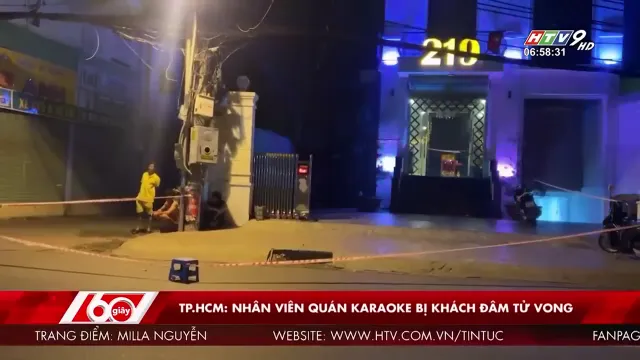 HTV9 HD
06:58:31
219
60 giây
TP.HCM: NHÂN VIÊN QUÁN KARAOKE BỊ KHÁCH ĐÂM TỬ VONG
TRANG ĐIỂM: MILLA NGUYỄN WEBSITE: WWW.HTV.COM.VN/TINTUC FANPAG